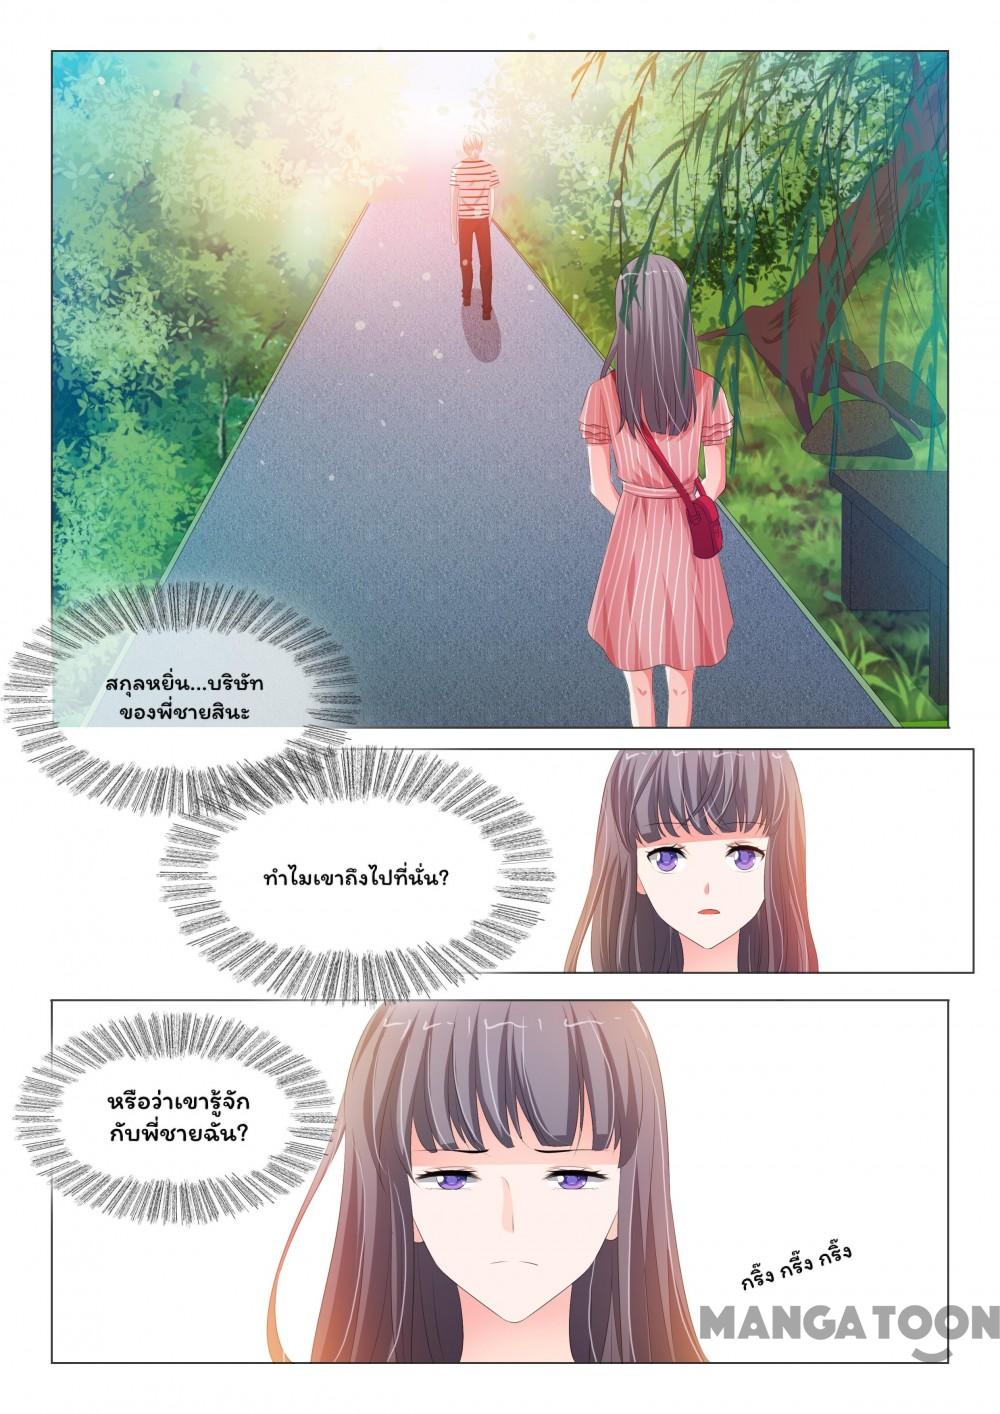 สกุลหยิ่น...บริษัท
ของพี่ชายสินะ
ทำไมเขาถึงไปที่นั่น?
หรือว่าเขารู้จัก
กับพี่ชายฉัน?
กริ๊ง กริ๊ง กริ๊ง
MANGATOON